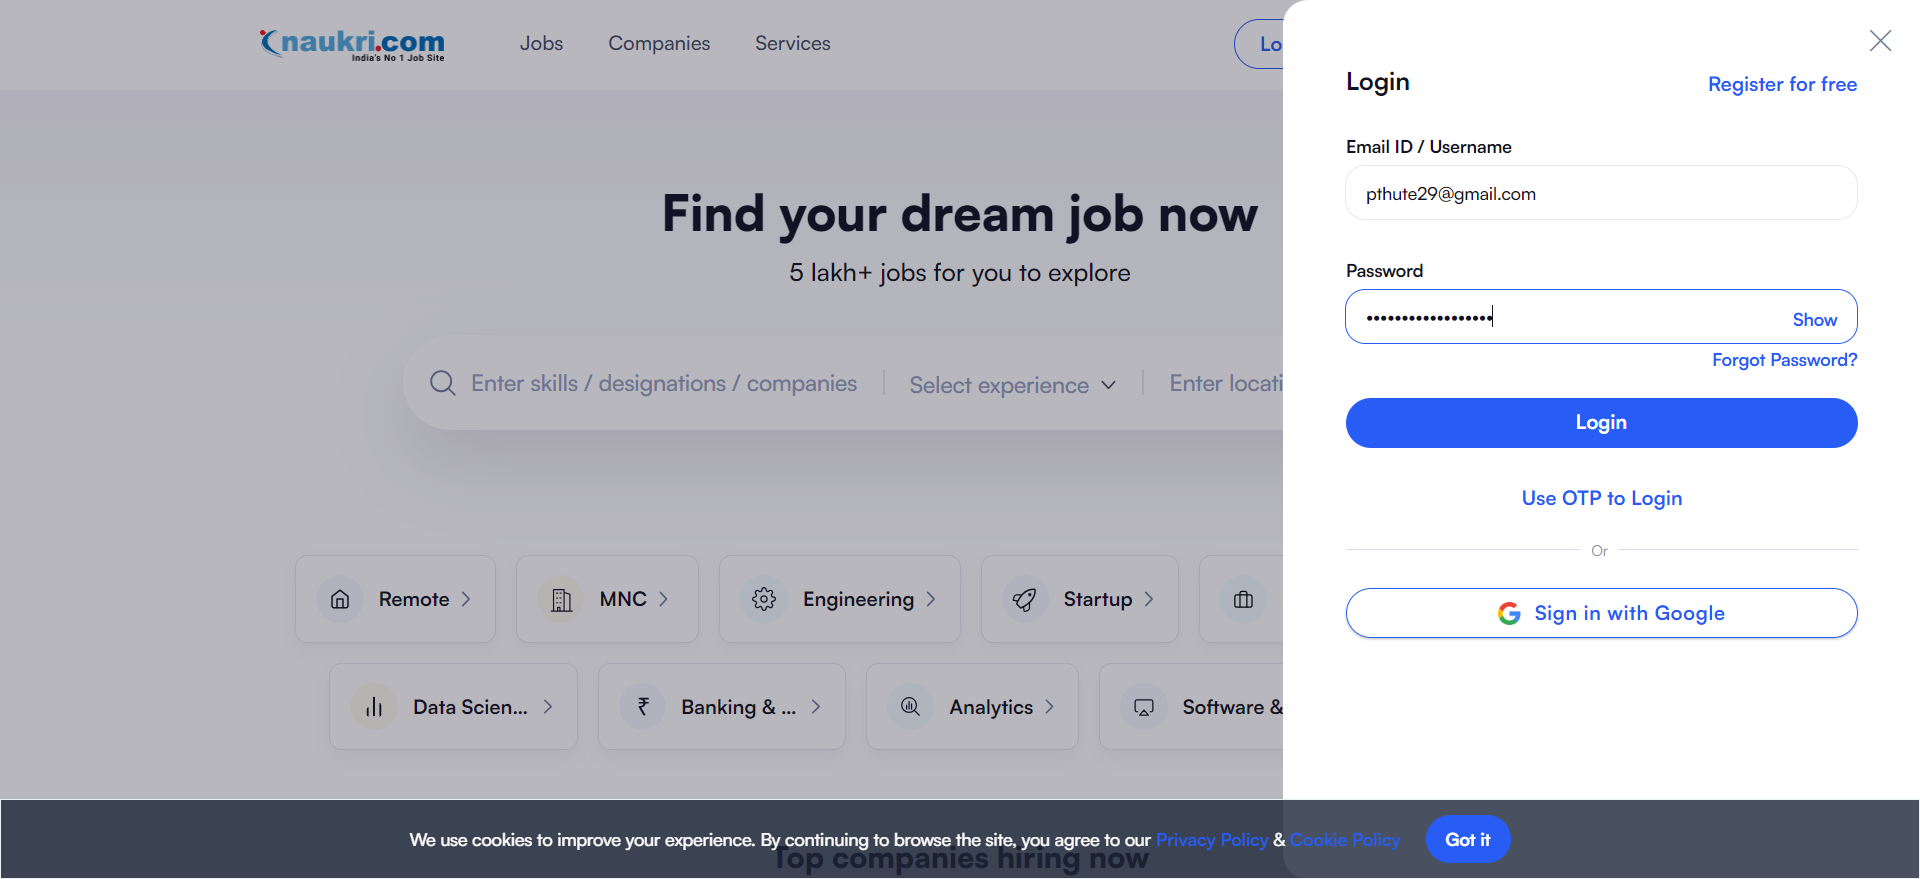 naukri.com
India's No 1 Job Site
Jobs
Companies
Services
Lo
Find your dream job now
5 lakh+ jobs for you to explore
Enter skills / designations / companies
Select experience
Enter locati
Remote
MNC
Engineering
Startup
Data Scien...
Banking & ...
Analytics
Software &
Top companies hiring now
Login
Register for free
Email ID / Username
pthute29@gmail.com
Password
••••••••••••••••••
Show
Forgot Password?
Login
Use OTP to Login
Or
Sign in with Google
We use cookies to improve your experience. By continuing to browse the site, you agree to our Privacy Policy & Cookie Policy
Got it